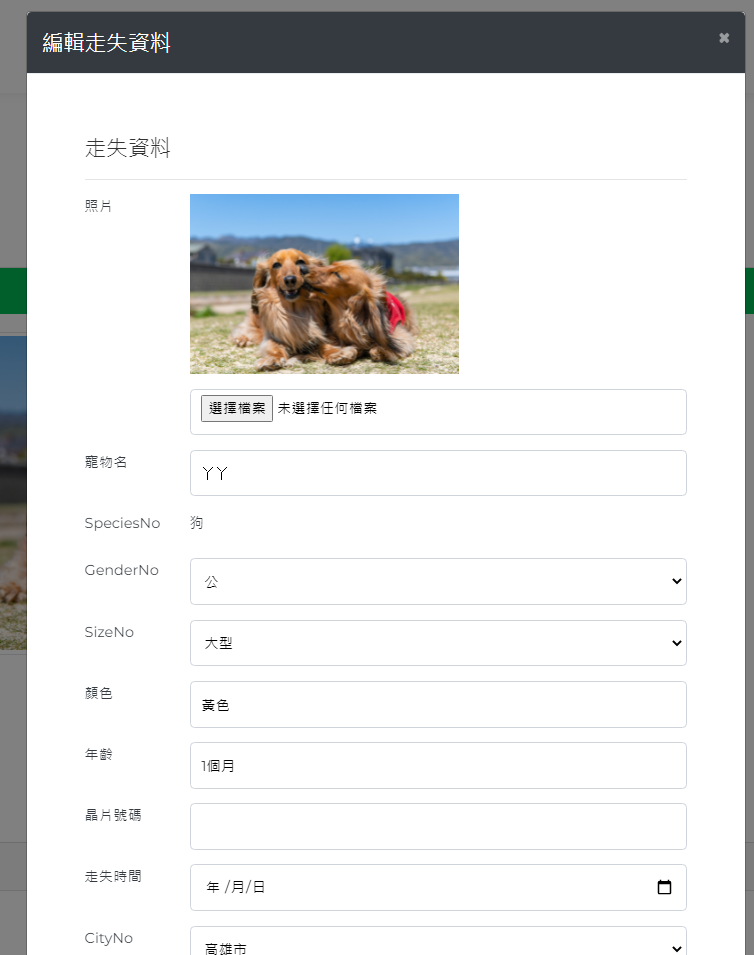 編輯走失資料
×
走失資料
照片
選擇檔案 未選擇任何檔案
寵物名
丫丫
SpeciesNo
狗
GenderNo
公
SizeNo
大型
顏色
黃色
年齡
1個月
晶片號碼
走失時間
年 /月/日
CityNo
高雄市